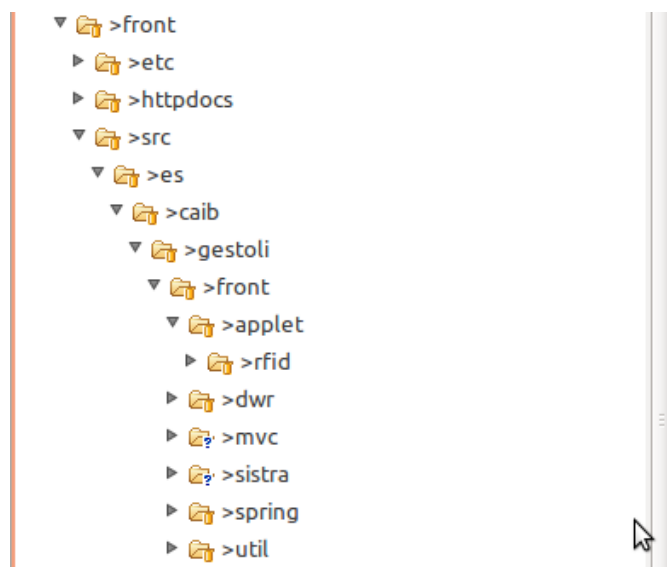 >front
>etc
>httpdocs
>src
>es
>caib
>gestoli
>front
>applet
>rfid
>dwr
>mvc
>sistra
>spring
>util